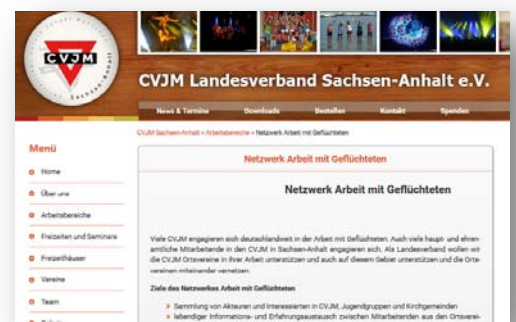 CVJM
Sachsen-Anhalt
CVJM Landesverband Sachsen-Anhalt e.V.
News & Termine Downloads Bestellen Kontakt Spenden
CVJM Sachsen-Anhalt » Arbeitsbereiche » Netzwerk Arbeit mit Geflüchteten
Menü
Home
Über uns
Arbeitsbereiche
Freizeiten und Seminare
Freizeithäuser
Vereine
Team
Netzwerk Arbeit mit Geflüchteten
Netzwerk Arbeit mit Geflüchteten
Viele CVJM engagieren sich deutschlandweit in der Arbeit mit Geflüchteten. Auch viele haupt- und ehren-
amtliche Mitarbeitende in den CVJM in Sachsen-Anhalt engagieren sich. Als Landesverband wollen wir
die CVJM Ortsvereine in ihrer Arbeit unterstützen und auch auf diesem Gebiet unterstützen und die Orts-
vereinen miteinander vernetzen.
Ziele des Netzwerkes Arbeit mit Geflüchteten
» Sammlung von Akteuren und Interessierten in CVJM, Jugendgruppen und Kirchgemeinden
» lebendiger Informations- und Erfahrungsaustausch zwischen Mitarbeitenden aus den Ortsverei-